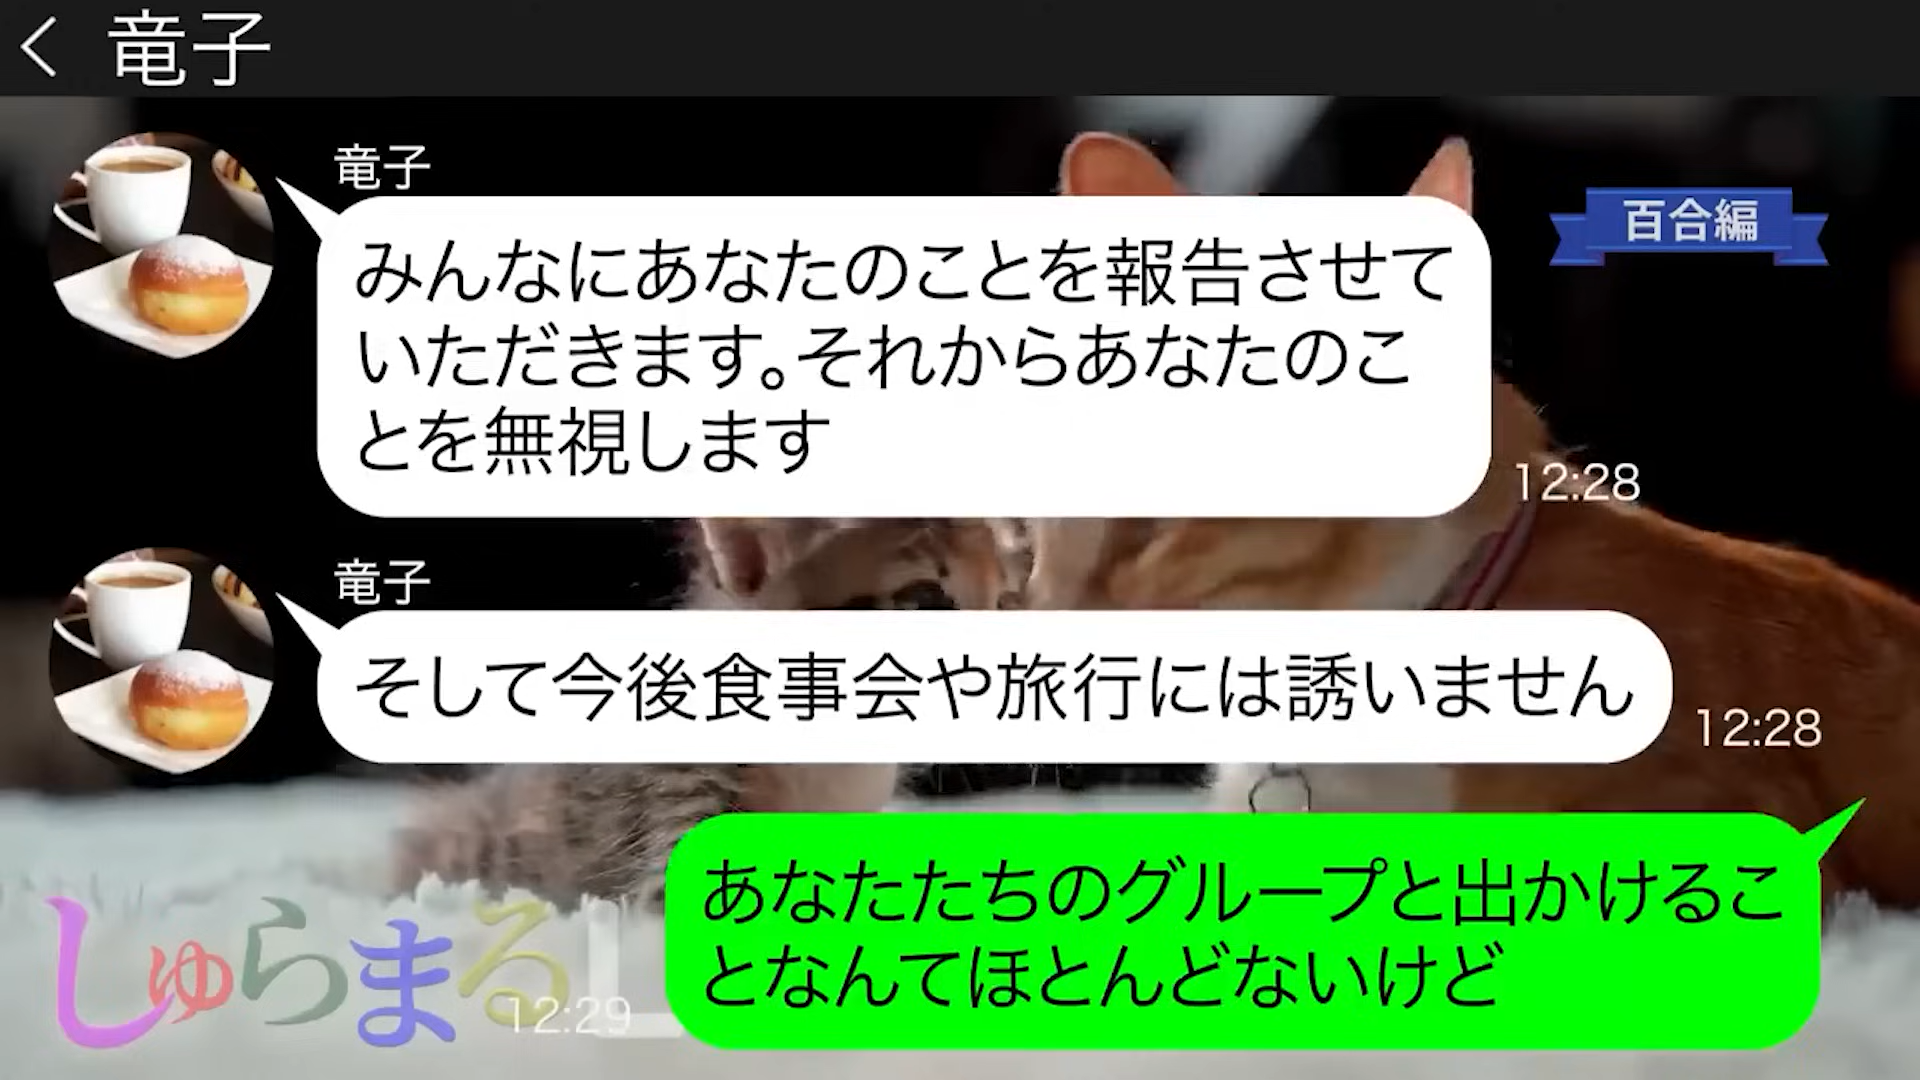 竜子
竜子
百合編
みんなにあなたのことを報告させて
いただきます。それからあなたのこ
とを無視します
12:28
竜子
そして今後食事会や旅行には誘いません
12:28
あなたたちのグループと出かけるこ
となんてほとんどないけど
しゅらまる
12:29